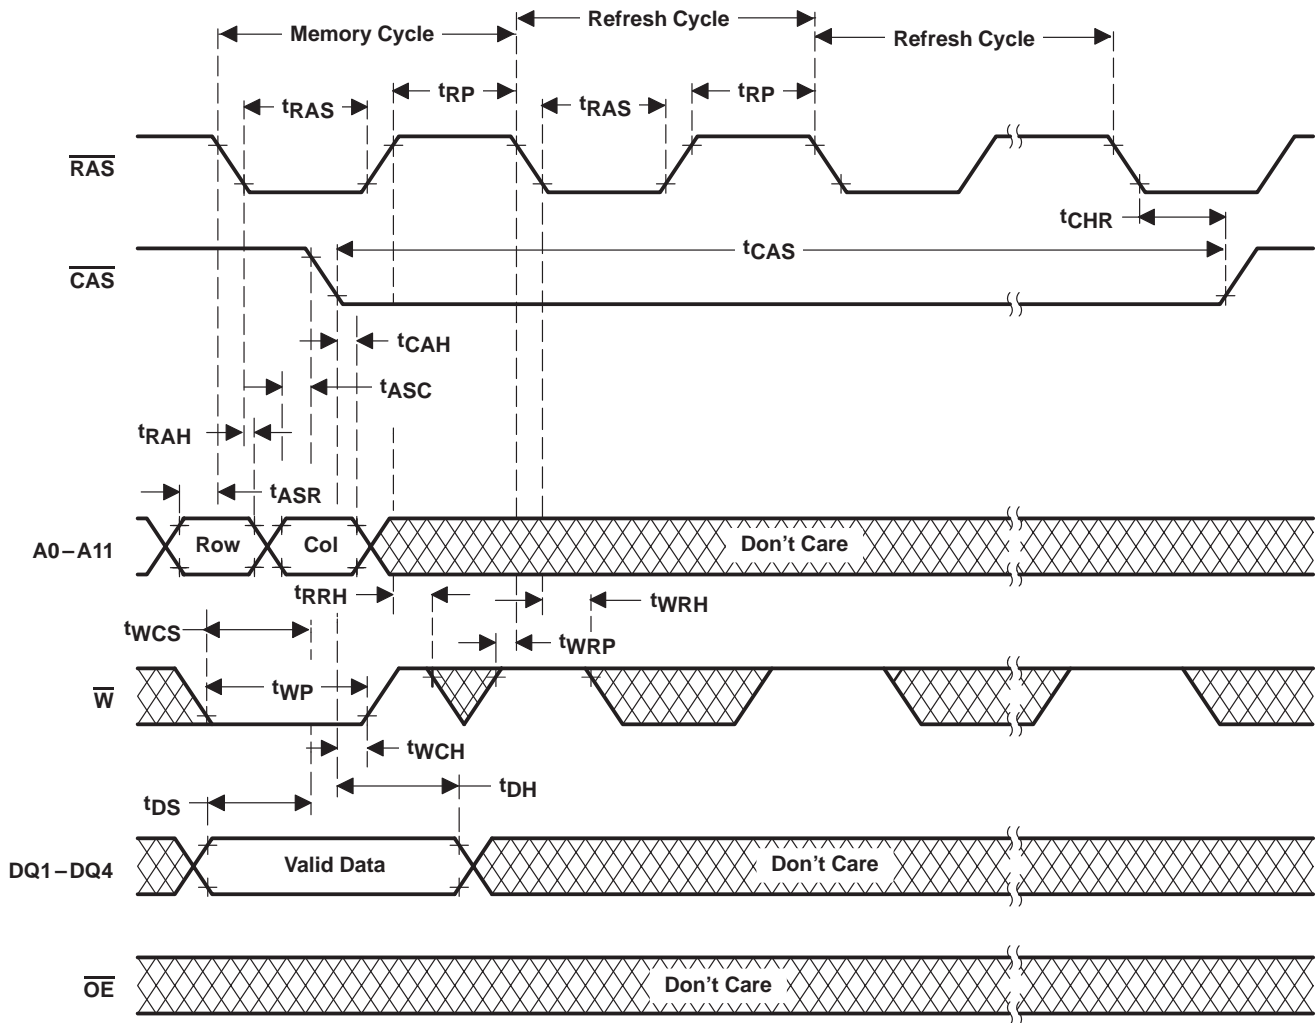 Refresh Cycle
Memory Cycle
Refresh Cycle
tRP
tRP
tRAS
tRAS
RAS
tCHR
tCAS
CAS
tCAH
tASC
tRAH
tASR
A0–A11
Row
Col
Don't Care
tRRH
tWRH
tWCS
tWRP
W
tWP
tWCH
tDH
tDS
DQ1–DQ4
Valid Data
Don't Care
OE
Don't Care